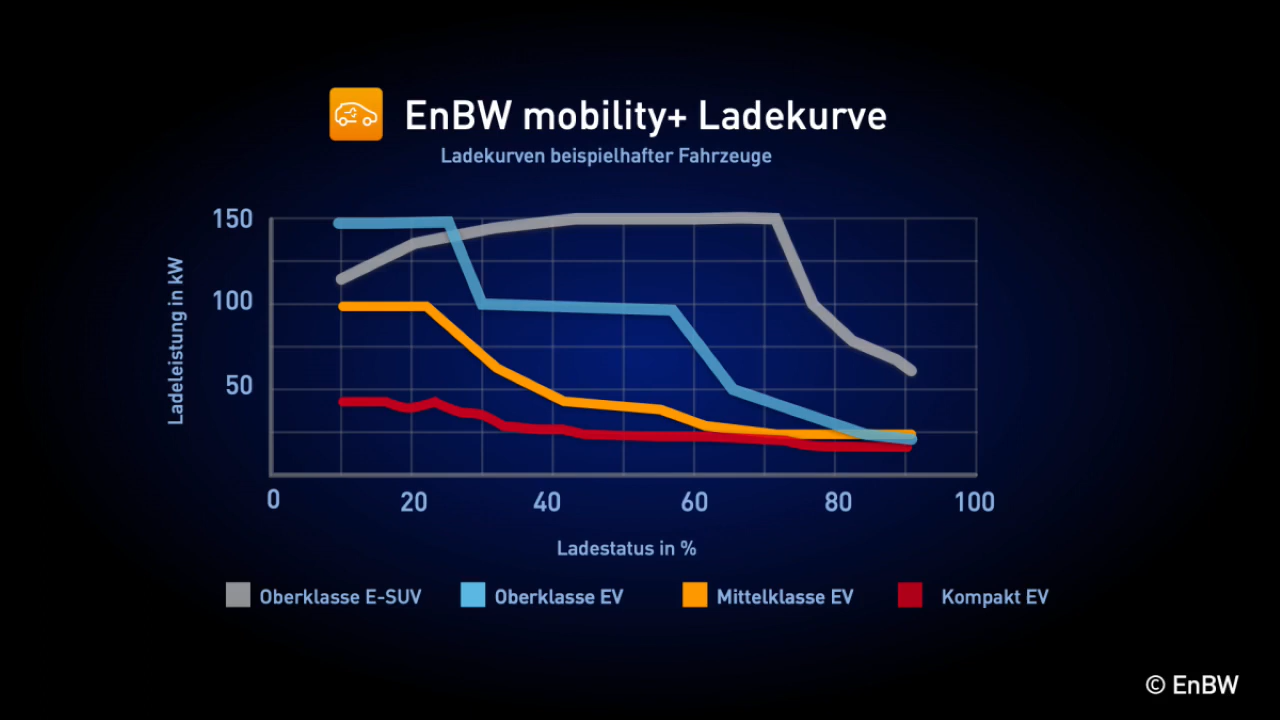 EnBW mobility+ Ladekurve
Ladekurven beispielhafter Fahrzeuge
150
100
50
Ladeleistung in kW
0 20 40 60 80 100
Ladestatus in %
Oberklasse E-SUV Oberklasse EV Mittelklasse EV Kompakt EV
© EnBW